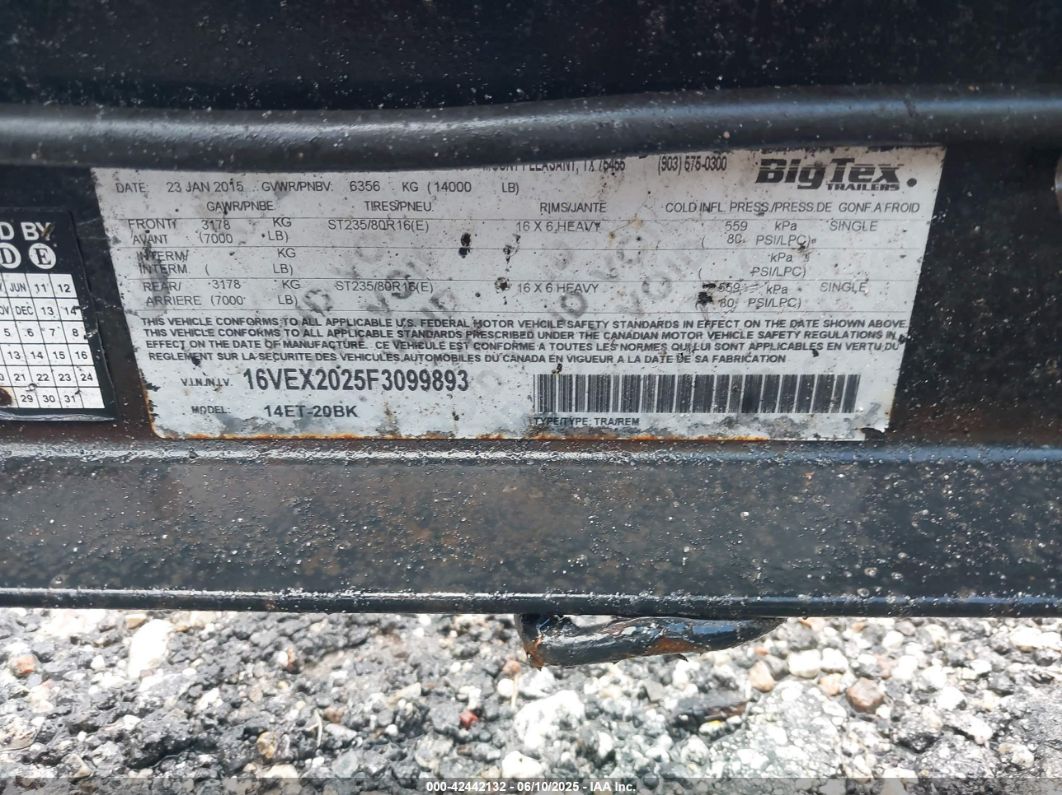 MOUNT PLEASANT, TX 75455 (903) 575-0300
BigTex
TRAILERS
DATE: 23 JAN 2015 GVWR/PNBV: 6356 KG (14000 LB)
GAWR/PNBE TIRES/PNEU RIMS/JANTE COLD INFL. PRESS/PRESS DE GONF A FROID
FRONT/ 3178 KG ST235/80R16(E) 16 X 6 HEAVY 559 kPa SINGLE
AVANT (7000 LB) ( 80 PSI/LPC)
INTERM/ KG kPa
INTERM. ( LB) ( PSI/LPC)
REAR/ 3178 KG ST235/80R16(E) 16 X 6 HEAVY 559 kPa SINGLE
ARRIERE (7000 LB) ( 80 PSI/LPC)
THIS VEHICLE CONFORMS TO ALL APPLICABLE U.S. FEDERAL MOTOR VEHCILE SAFETY STANDARDS IN EFFECT ON THE DATE SHOWN ABOVE.
THIS VEHICLE CONFORMS TO ALL APPLICABLE STANDARDS PRESCRIBED UNDER THE CANADIAN MOTOR VEHICLE SAFETY REGULATIONS IN
EFFECT ON THE DATE OF MANUFACTURE. CE VEHICULE EST CONFORME A TOUTES LES NORMES QUI LUI SONT APPLICABLES EN VERTU DU
REGLEMENT SUR LA SECURITE DES VEHICULES AUTOMOBILES DU CANADA EN VIGUEUR A LA DATE DE SA FABRICATION
V.I.N./N.I.V. 16VEX2025F3099893
MODEL: 14ET-20BK
TYPE/TYPE: TRA/REM
D BY
D E
JUN 11 12
NOV DEC 13 14
5 6 7 8
13 14 15 16
21 22 23 24
29 30 31
000-42442132 - 06/10/2025 - IAA Inc.